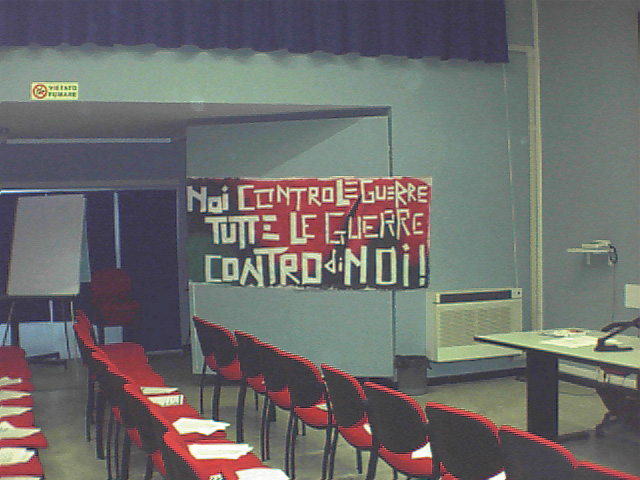 VIETATO
FUMARE
Noi CONTRO LE GUERRE
TUTTE LE GUERRE
CONTRO di NOI!